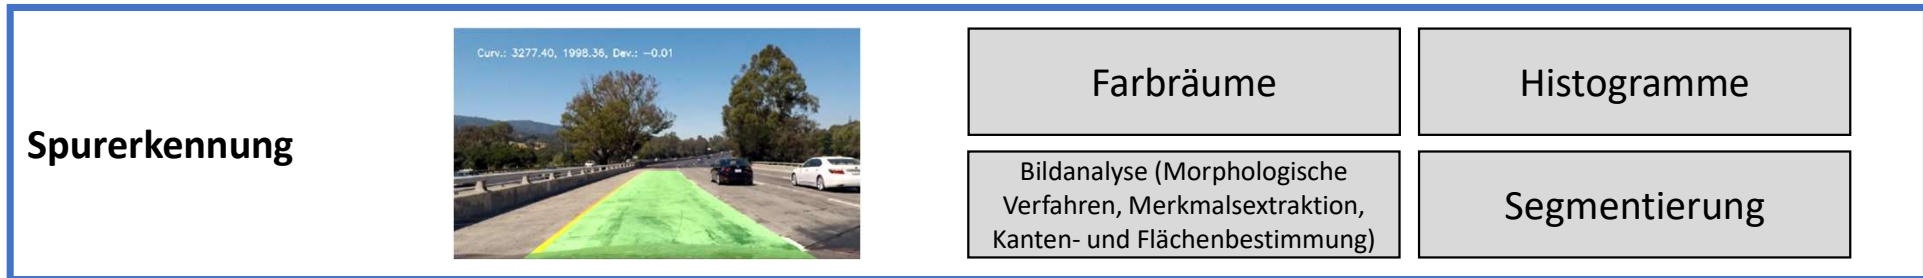 Spurerkennung
Curv.: 3277.40, 1998.36, Dev.: -0.01
Farbräume
Histogramme
Bildanalyse (Morphologische
Verfahren, Merkmalsextraktion,
Kanten- und Flächenbestimmung)
Segmentierung